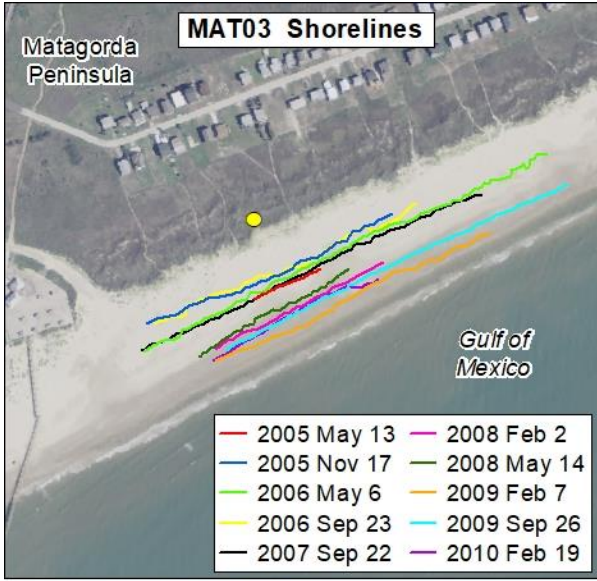 MAT03 Shorelines
Matagorda
Peninsula
Gulf of
Mexico
2005 May 13
2005 Nov 17
2006 May 6
2006 Sep 23
2007 Sep 22
2008 Feb 2
2008 May 14
2009 Feb 7
2009 Sep 26
2010 Feb 19